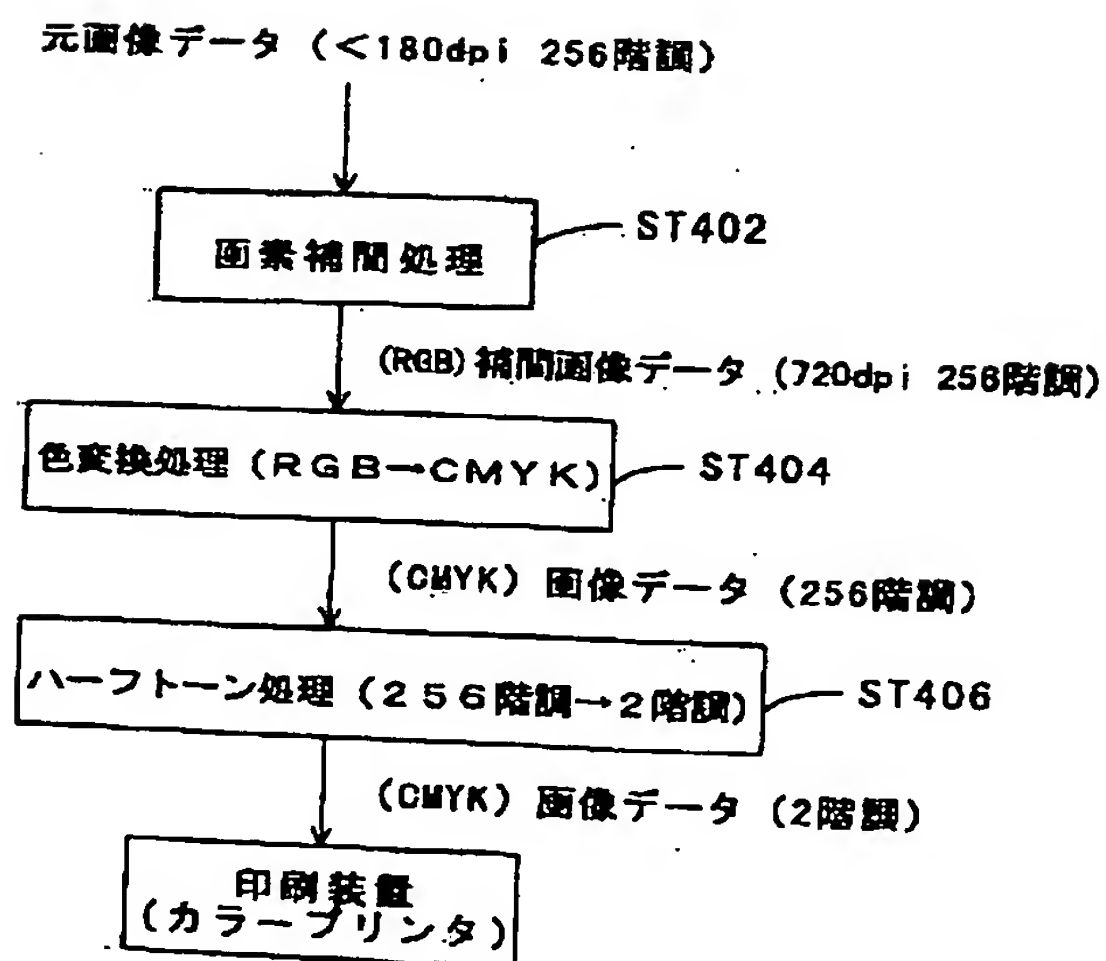 元画像データ (<180dpi 256階調)
画素補間処理
ST402
(RGB) 補間画像データ (720dpi 256階調)
色変換処理 (RGB→CMYK)
ST404
(CMYK) 画像データ (256階調)
ハーフトーン処理 (256階調→2階調)
ST406
(CMYK) 画像データ (2階調)
印刷装置
(カラープリンタ)